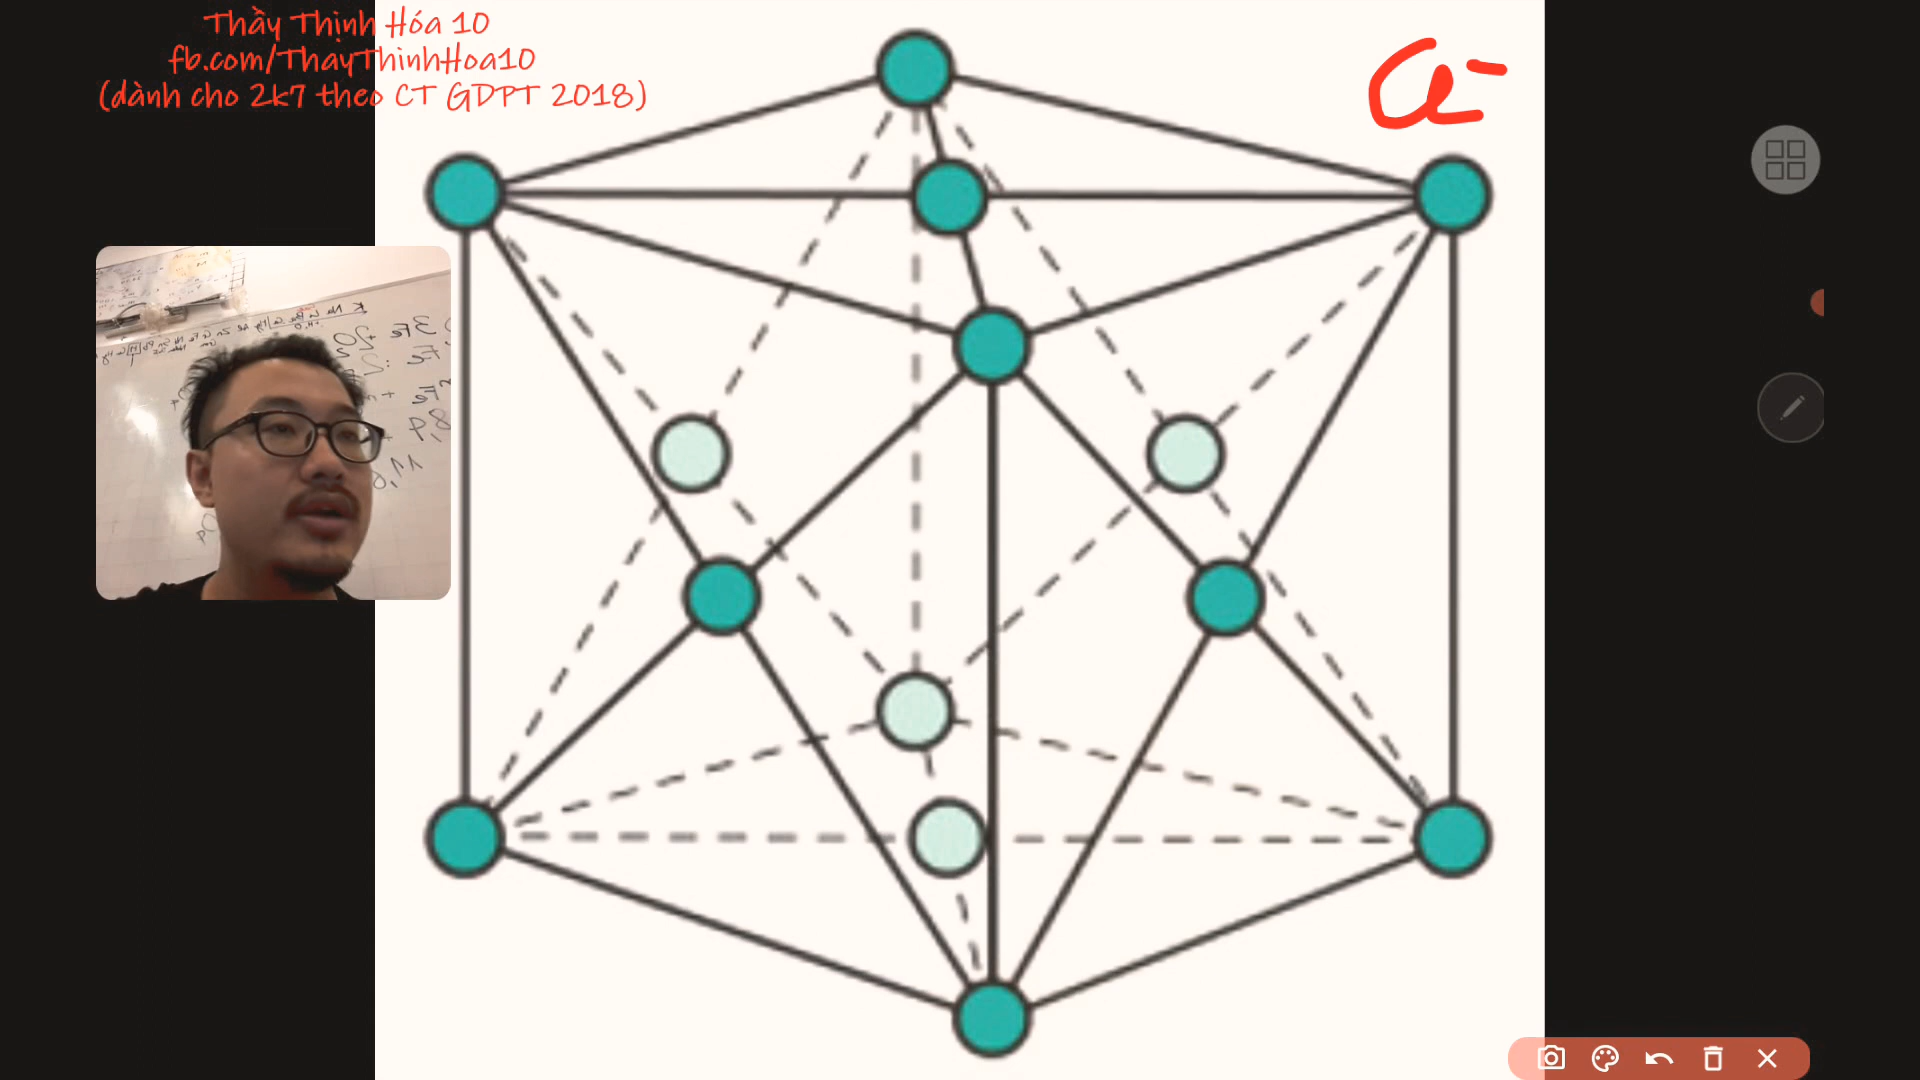 Thầy Thịnh Hóa 10
fb.com/ThayThinhHoa10
(dành cho 2k7 theo CT GDPT 2018)
Cl-